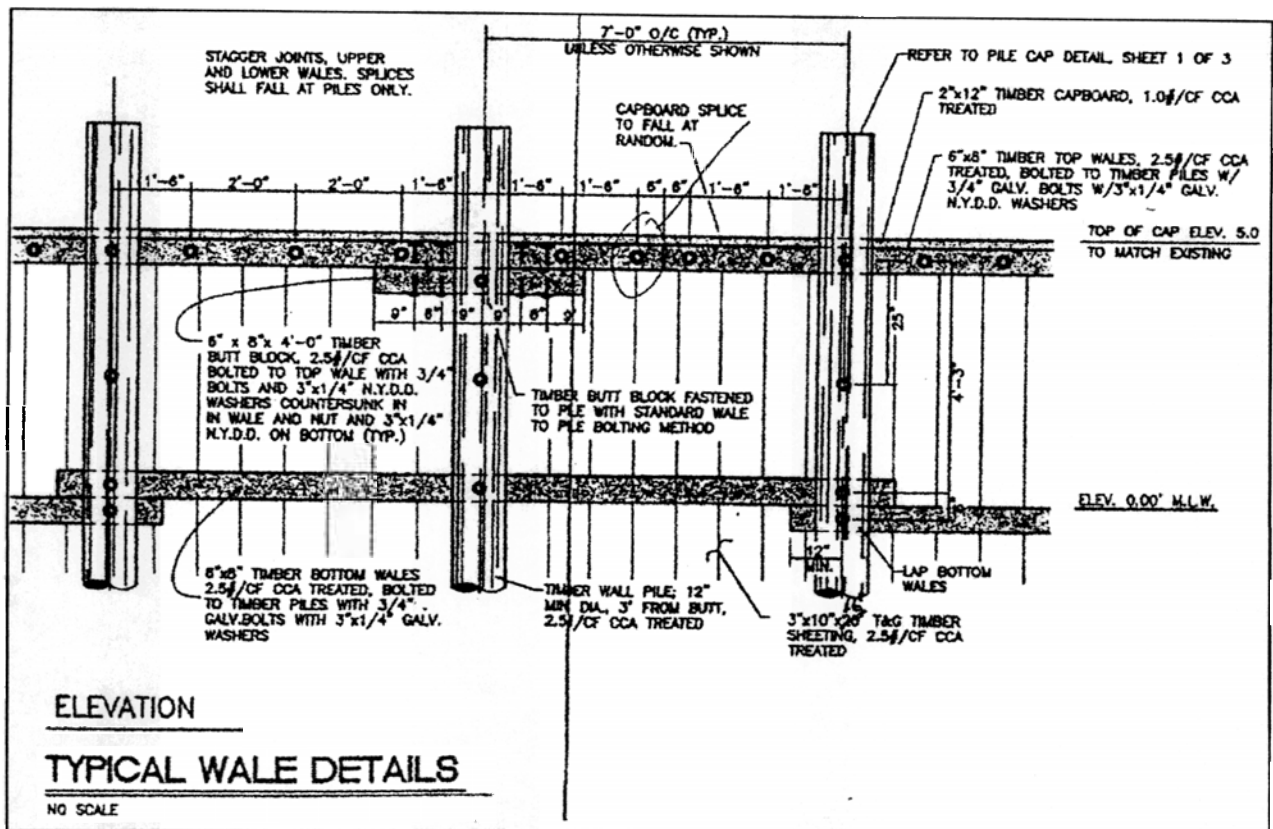 7'-0" O/C (TYP.)
UNLESS OTHERWISE SHOWN
STAGGER JOINTS, UPPER
AND LOWER WALES. SPLICES
SHALL FALL AT PILES ONLY.
REFER TO PILE CAP DETAIL, SHEET 1 OF 3
2"x12" TIMBER CAPBOARD, 1.0#/CF CCA
TREATED
CAPBOARD SPLICE
TO FALL AT
RANDOM.
6"x8" TIMBER TOP WALES, 2.5#/CF CCA
TREATED, BOLTED TO TIMBER PILES W/
3/4" GALV. BOLTS W/3"x1/4" GALV.
N.Y.D.D. WASHERS
1'-6" 2'-0" 2'-0" 1'-6" 1'-6" 1'-6" 6" 6" 1'-6" 1'-6"
TOP OF CAP ELEV. 5.0
TO MATCH EXISTING
9" 6" 9" 9" 6" 9"
25"
4'-3"
6" x 8"x 4'-0" TIMBER
BUTT BLOCK, 2.5#/CF CCA
BOLTED TO TOP WALE WITH 3/4"
BOLTS AND 3"x1/4" N.Y.D.D.
WASHERS COUNTERSUNK IN
IN WALE AND NUT AND 3"x1/4"
N.Y.D.D. ON BOTTOM (TYP.)
TIMBER BUTT BLOCK FASTENED
TO PILE WITH STANDARD WALE
TO PILE BOLTING METHOD
ELEV. 0.00' M.L.W.
12"
MIN.
LAP BOTTOM
WALES
8"x8" TIMBER BOTTOM WALES
2.5#/CF CCA TREATED, BOLTED
TO TIMBER PILES WITH 3/4"
GALV.BOLTS WITH 3"x1/4" GALV.
WASHERS
TIMBER WALL PILE; 12"
MIN DIA., 3' FROM BUTT,
2.5#/CF CCA TREATED
T&G TIMBER
SHEETING, 2.5#/CF CCA
TREATED
ELEVATION
TYPICAL WALE DETAILS
NO SCALE